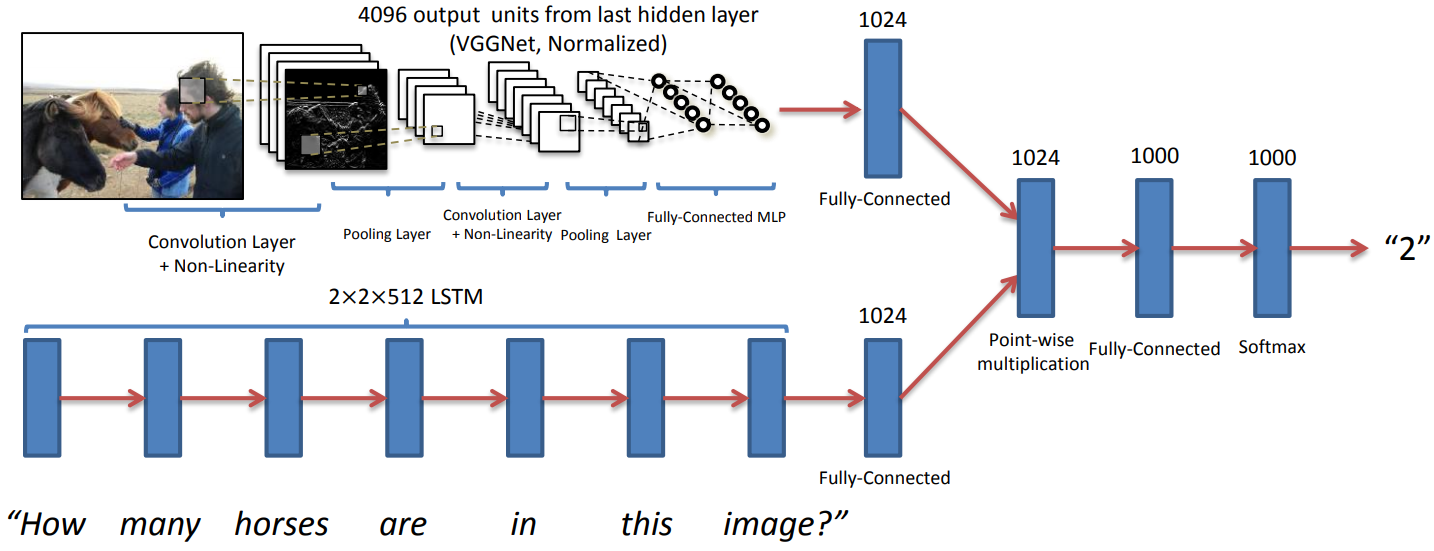 4096 output units from last hidden layer
(VGGNet, Normalized)
1024
Convolution Layer
+ Non-Linearity
Pooling Layer
Convolution Layer
+ Non-Linearity
Pooling Layer
Fully-Connected MLP
Fully-Connected
2×2×512 LSTM
1024
Fully-Connected
1024
Point-wise
multiplication
1000
Fully-Connected
1000
Softmax
“2”
“How many horses are in this image?”